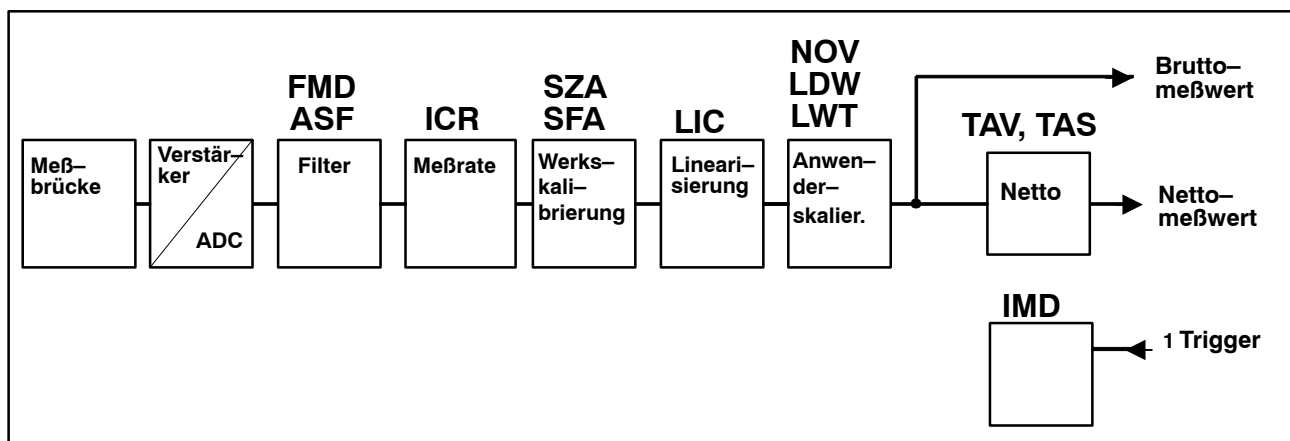 NOV
LDW
LWT
FMD
ASF
ICR
SZA
SFA
LIC
Brutto–
meßwert
TAV, TAS
Meß–
brücke
Verstär–
ker
ADC
Filter
Meßrate
Werks–
kali–
brierung
Lineari–
sierung
Anwen–
der–
skalier.
Netto
Netto–
meßwert
IMD
1 Trigger